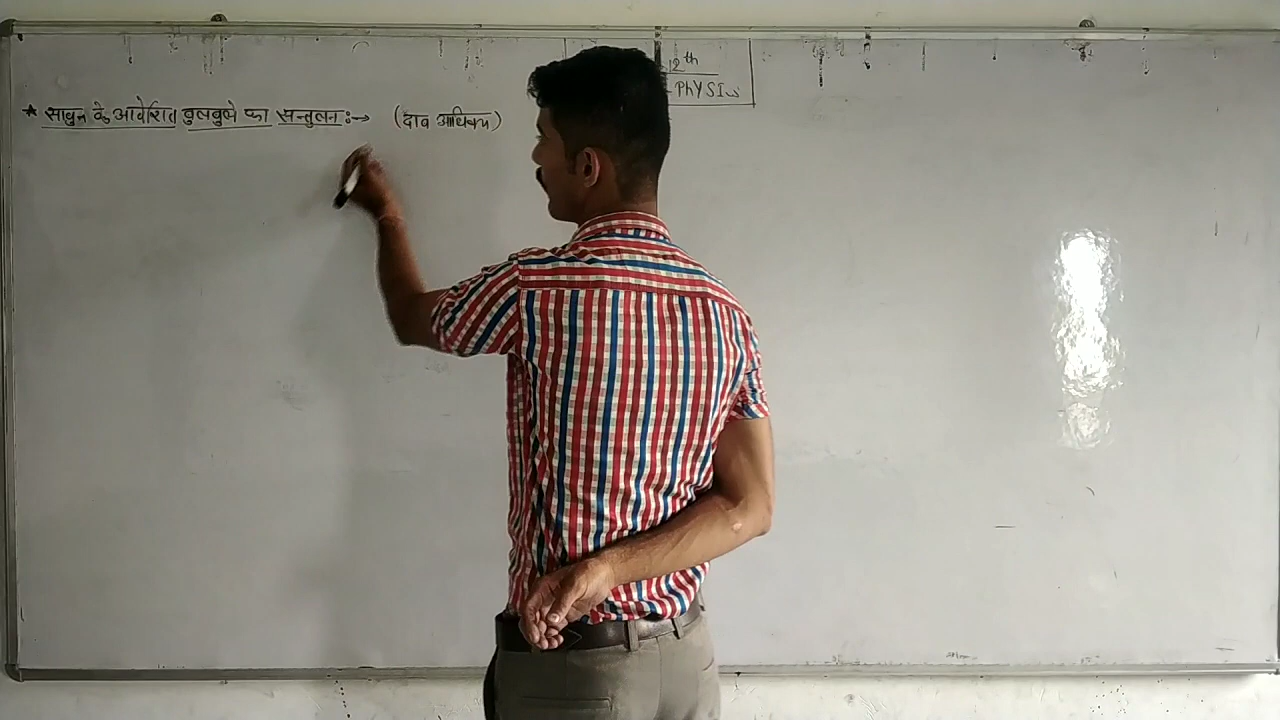 ★ साबुन के आवेशित बुलबुले का सन्तुलन :→ (दाब आधिक्य)
12th
PhYSICS